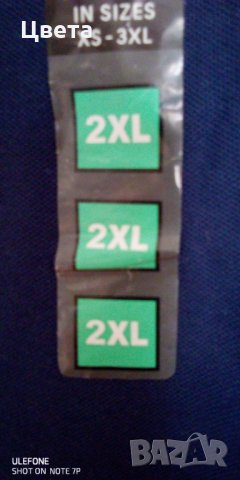 IN SIZES
Цвета
XS-3XL
2XL
2XL
2XL
ULEFONE
SHOT ON NOTE 7P
BAZAR